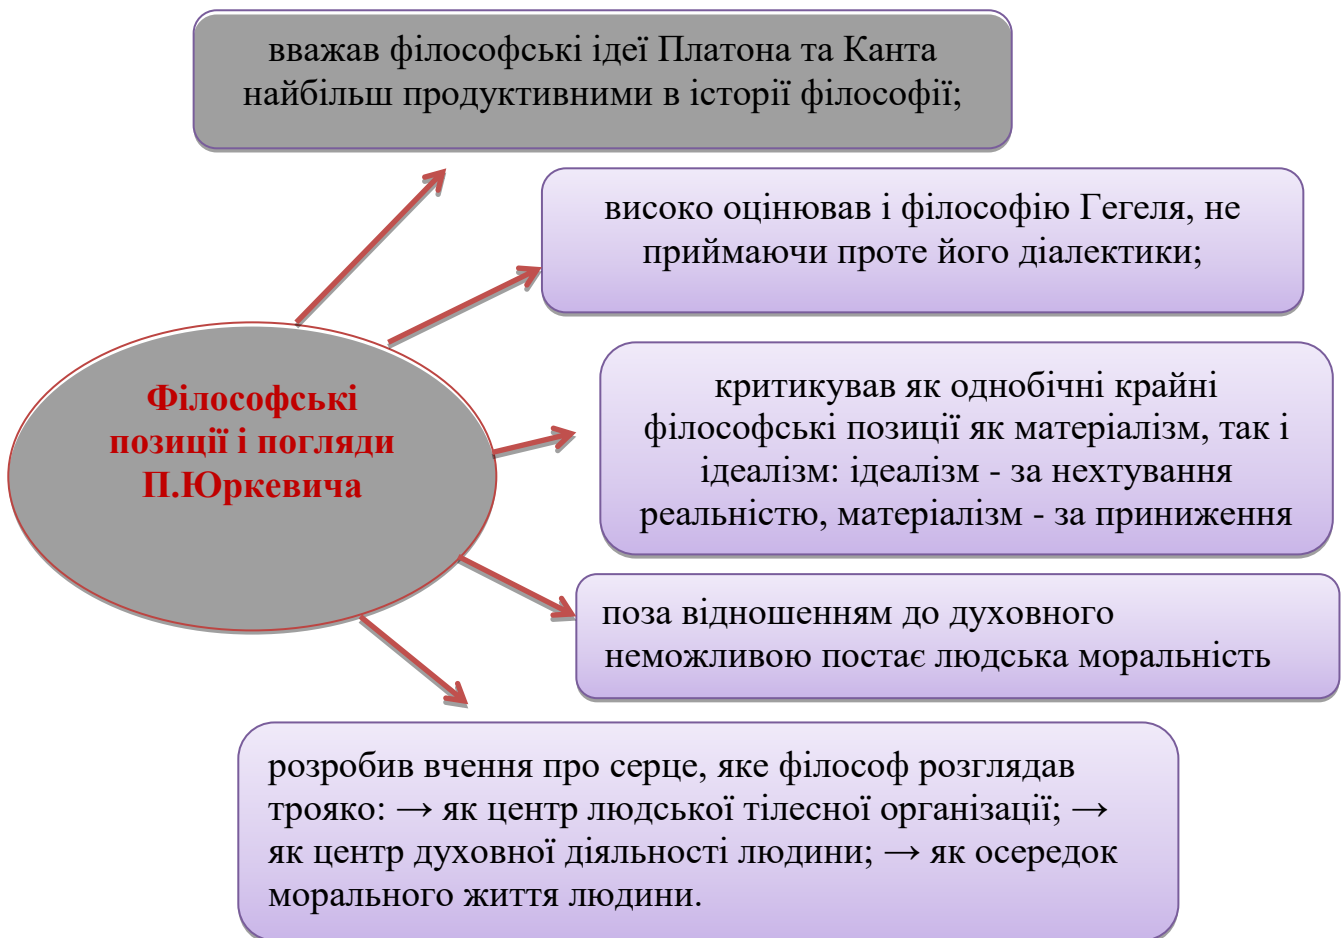 вважав філософські ідеї Платона та Канта
найбільш продуктивними в історії філософії;
високо оцінював і філософію Гегеля, не
приймаючи проте його діалектики;
Філософські
позиції і погляди
П.Юркевича
критикував як однобічні крайні
філософські позиції як матеріалізм, так і
ідеалізм: ідеалізм - за нехтування
реальністю, матеріалізм - за приниження
поза відношенням до духовного
неможливою постає людська моральність
розробив вчення про серце, яке філософ розглядав
трояко: → як центр людської тілесної організації; →
як центр духовної діяльності людини; → як осередок
морального життя людини.